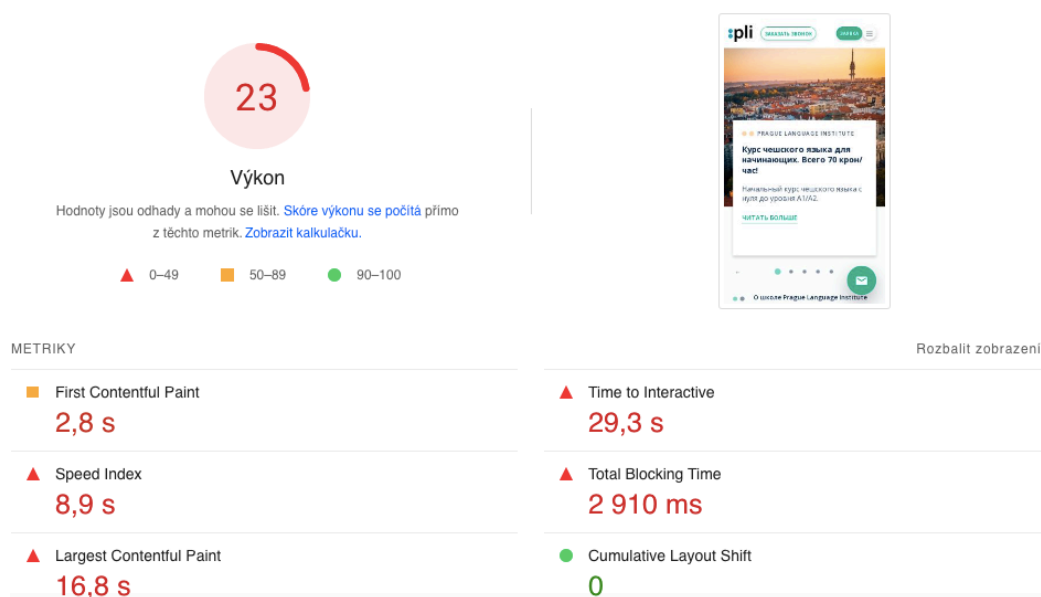 23
Výkon
Hodnoty jsou odhady a mohou se lišit. Skóre výkonu se počítá přímo
z těchto metrik. Zobrazit kalkulačku.
0–49
50–89
90–100
:pli
ЗАКАЗАТЬ ЗВОНОК
ЗАЯВКА
PRAGUE LANGUAGE INSTITUTE
Курс чешского языка для
начинающих. Всего 70 крон/
час!
Начальный курс чешского языка с
нуля до уровня А1/А2.
ЧИТАТЬ БОЛЬШЕ
О школе Prague Language Institute
METRIKY
Rozbalit zobrazení
First Contentful Paint
2,8 s
Time to Interactive
29,3 s
Speed Index
8,9 s
Total Blocking Time
2 910 ms
Largest Contentful Paint
16,8 s
Cumulative Layout Shift
0